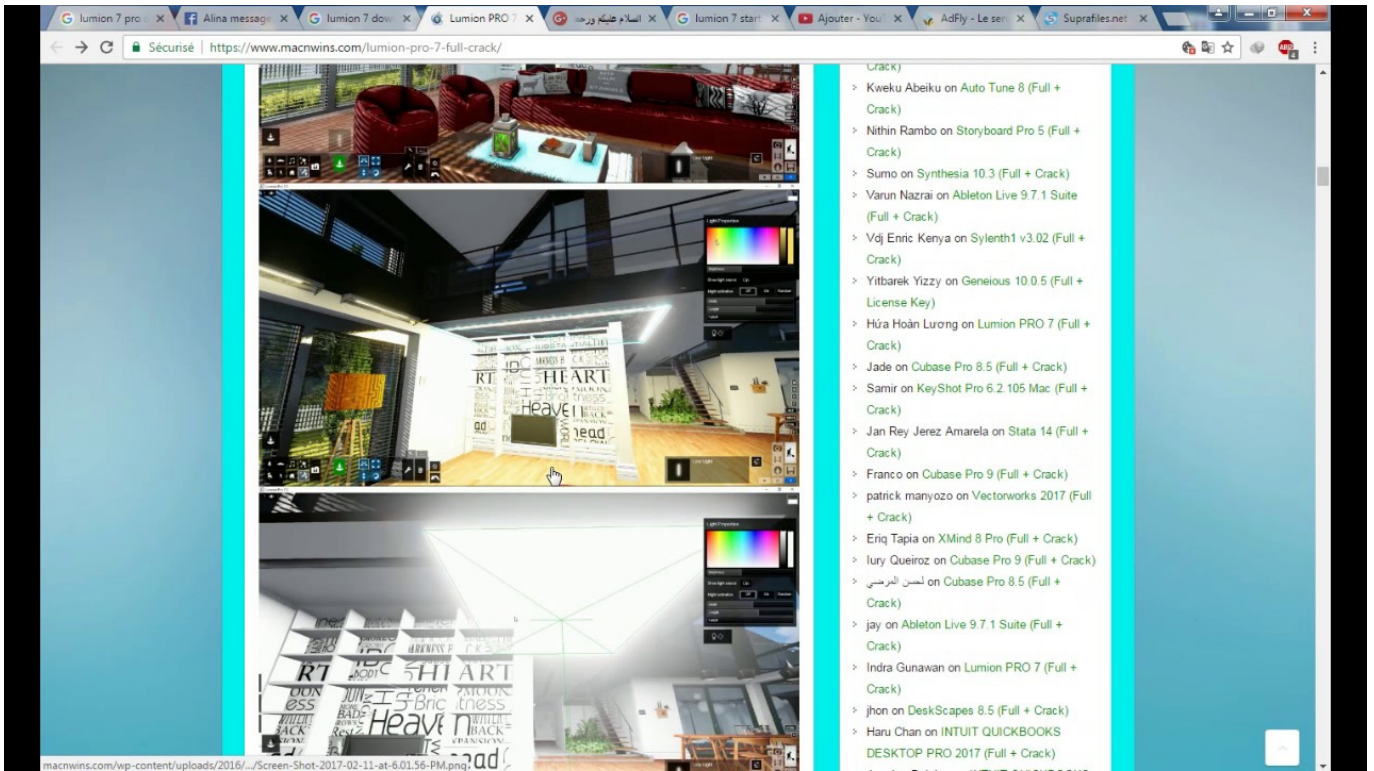 lumion 7 pro
Alina message
lumion 7 dow
Lumion PRO 7
السلام عليكم ورحمة
lumion 7 start
Ajouter - You
AdFly - Le serv
Suprafiles.net
Sécurisé | https://www.macnwins.com/lumion-pro-7-full-crack/
Crack)
Kweku Abeiku on Auto Tune 8 (Full +
Crack)
Nithin Rambo on Storyboard Pro 5 (Full +
Crack)
Sumo on Synthesia 10.3 (Full + Crack)
Varun Nazrai on Ableton Live 9.7.1 Suite
(Full + Crack)
Vdj Enric Kenya on Sylenth1 v3.02 (Full +
Crack)
Yitbarek Yizzy on Geneious 10.0.5 (Full +
License Key)
Hứa Hoàn Lương on Lumion PRO 7 (Full +
Crack)
Jade on Cubase Pro 8.5 (Full + Crack)
Samir on KeyShot Pro 6.2.105 Mac (Full +
Crack)
Jan Rey Jerez Amarela on Stata 14 (Full +
Crack)
Franco on Cubase Pro 9 (Full + Crack)
patrick manyozo on Vectorworks 2017 (Full
+ Crack)
Eriq Tapia on XMind 8 Pro (Full + Crack)
Iury Queiroz on Cubase Pro 9 (Full + Crack)
لحسن المرضي on Cubase Pro 8.5 (Full +
Crack)
jay on Ableton Live 9.7.1 Suite (Full +
Crack)
Indra Gunawan on Lumion PRO 7 (Full +
Crack)
jhon on DeskScapes 8.5 (Full + Crack)
Haru Chan on INTUIT QUICKBOOKS
DESKTOP PRO 2017 (Full + Crack)
Light Properties
HEART
Heaven
head
Light Properties
HEART
Heaven
macnwins.com/wp-content/uploads/2016/.../Screen-Shot-2017-02-11-at-6.01.56-PM.png